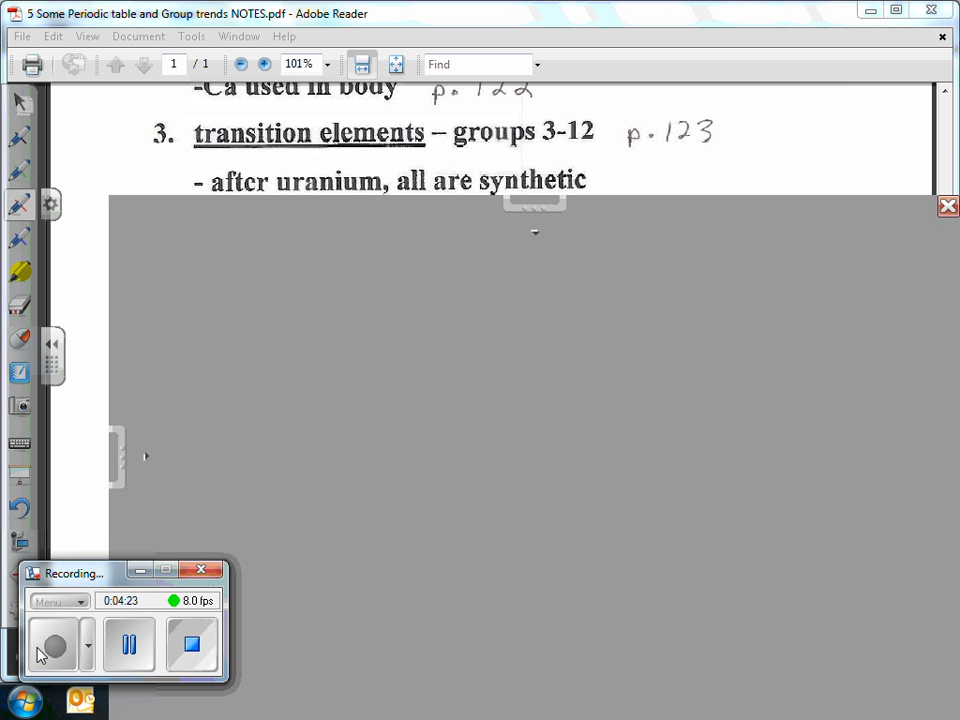 5 Some Periodic table and Group trends NOTES.pdf - Adobe Reader
File Edit View Document Tools Window Help
1 / 1 101% Find
-Ca used in body p. 122
3. transition elements – groups 3-12 p. 123
- after uranium, all are synthetic
Recording...
Menu 0:04:23 8.0 fps